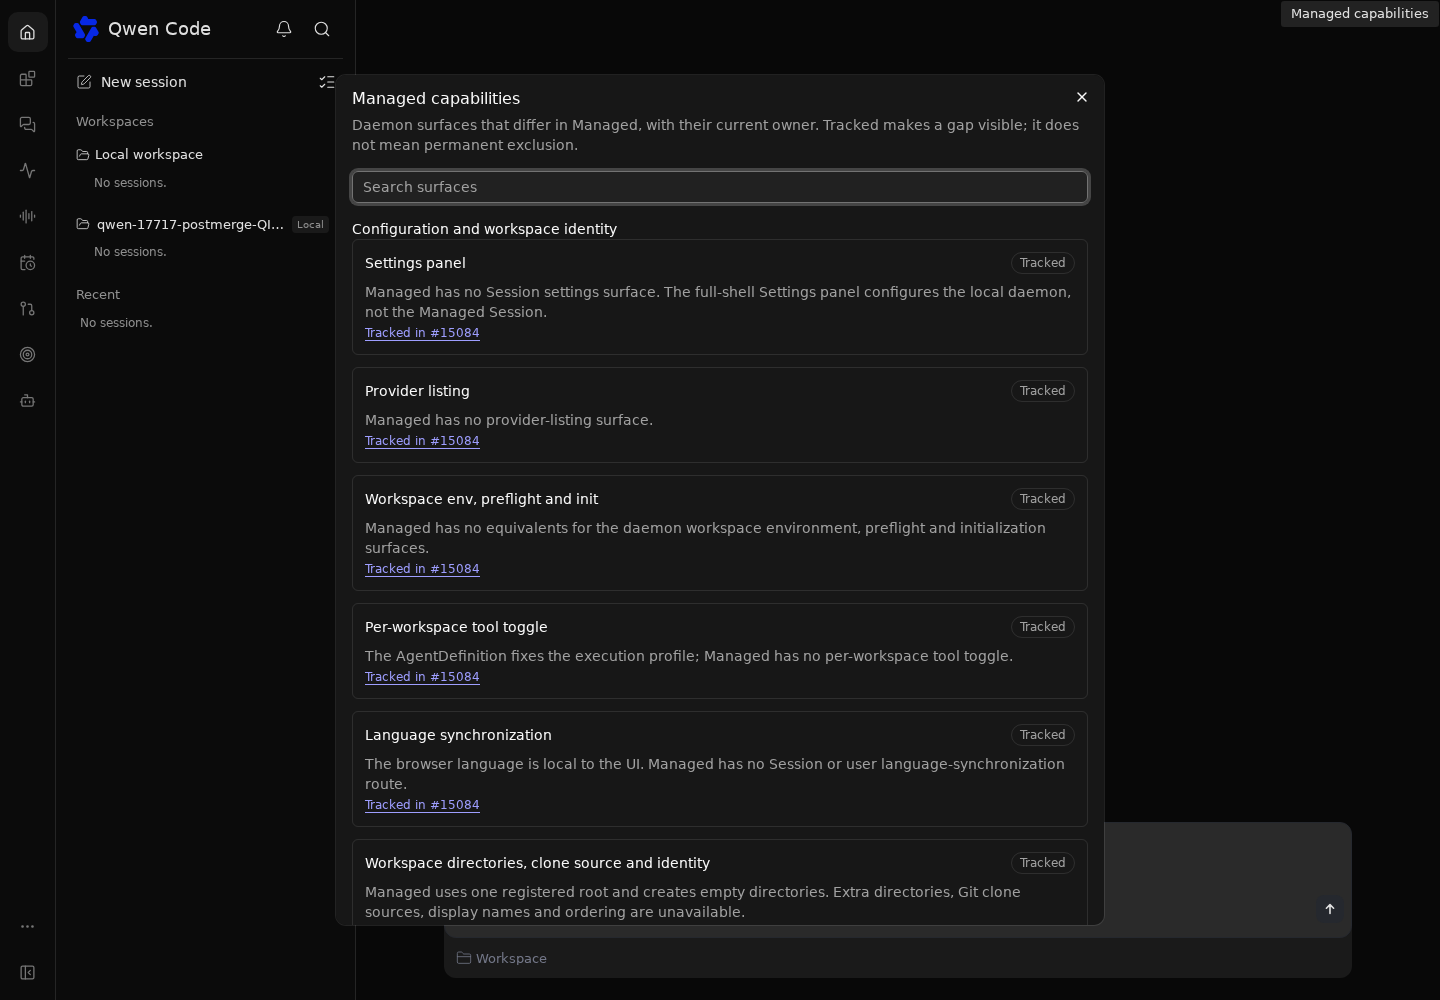 Managed capabilities
Qwen Code
New session
Workspaces
Local workspace
No sessions.
qwen-17717-postmerge-QI...
Local
No sessions.
Recent
No sessions.
Managed capabilities
Daemon surfaces that differ in Managed, with their current owner. Tracked makes a gap visible; it does
not mean permanent exclusion.
Search surfaces
Configuration and workspace identity
Settings panel
Tracked
Managed has no Session settings surface. The full-shell Settings panel configures the local daemon,
not the Managed Session.
Tracked in #15084
Provider listing
Tracked
Managed has no provider-listing surface.
Tracked in #15084
Workspace env, preflight and init
Tracked
Managed has no equivalents for the daemon workspace environment, preflight and initialization
surfaces.
Tracked in #15084
Per-workspace tool toggle
Tracked
The AgentDefinition fixes the execution profile; Managed has no per-workspace tool toggle.
Tracked in #15084
Language synchronization
Tracked
The browser language is local to the UI. Managed has no Session or user language-synchronization
route.
Tracked in #15084
Workspace directories, clone source and identity
Tracked
Managed uses one registered root and creates empty directories. Extra directories, Git clone
sources, display names and ordering are unavailable.
Workspace